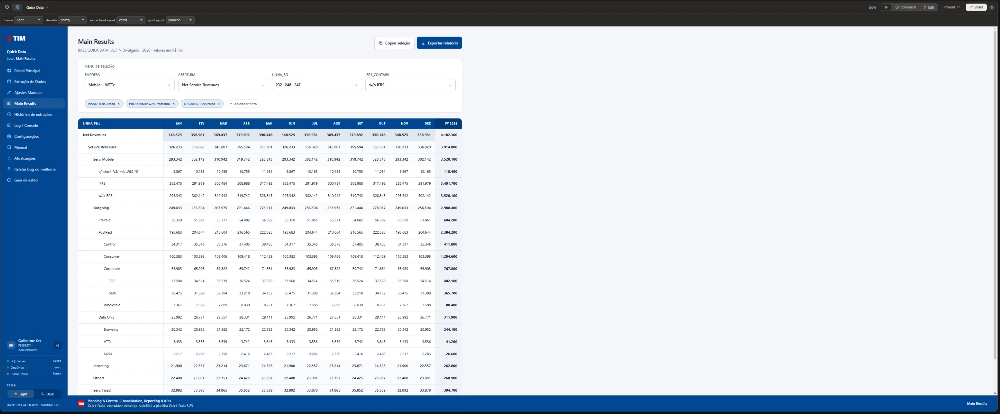 Quick Data
100%
Comment
Edit
Present
Share
theme light density comfy extractionLayout cards gridLayout planilha
TIM
Quick Data
Local: Main Results
Painel Principal
Extração de Dados
Ajustes Manuais
Main Results
Histórico de extrações
Log / Console
Configurações
Manual
Atualizações
Relatar bug ou melhoria
Guia de estilo
GK
Guilherme Kek
F8092874
Administrador
SQL Server 142ms
OneDrive sync
F:\P&C 2026 lento
TEMA
Light Dark
Quick Data v4.0.0-beta · substitui 3.23
Main Results
BASE QUICK DATA · ACT > Divulgado · 2026 · valores em R$ mil
Copiar seleção
Exportar relatório
MENU DE SELEÇÃO
EMPRESA ABERTURA LINHA_BD IFRS_CONTABIL
Mobile + WTTx Net Service Revenues 232 · 246 · 247 w/o IFRS
VISAO: IFRS Brasil × PROFORMA: w/o Proforma × ORGANIC: Recurrent × + Adicionar filtro
LINHA P&L JAN FEV MAR ABR MAI JUN JUL AGO SET OUT NOV DEZ FY 2026
Net Revenues 348.525 358.981 369.437 379.892 390.348 348.525 358.981 369.437 379.892 390.348 348.525 358.981 4.182.300
Service Revenues 326.233 336.020 345.807 355.594 365.381 326.233 336.020 345.807 355.594 365.381 326.233 336.020 3.914.800
Serv. Mobile 293.342 302.142 310.942 319.742 328.543 293.342 302.142 310.942 319.742 328.543 293.342 302.142 3.520.100
of which NBI w/o IFRS 15 9.867 10.163 10.459 10.755 11.051 9.867 10.163 10.459 10.755 11.051 9.867 10.163 118.400
IFRS 283.475 291.979 300.484 308.988 317.492 283.475 291.979 300.484 308.988 317.492 283.475 291.979 3.401.700
w/o IFRS 293.342 302.142 310.942 319.742 328.543 293.342 302.142 310.942 319.742 328.543 293.342 302.142 3.520.100
Outgoing 249.033 256.504 263.975 271.446 278.917 249.033 256.504 263.975 271.446 278.917 249.033 256.504 2.988.400
PrePaid 50.350 51.861 53.371 54.882 56.392 50.350 51.861 53.371 54.882 56.392 50.350 51.861 604.200
PostPaid 198.683 204.644 210.604 216.565 222.525 198.683 204.644 210.604 216.565 222.525 198.683 204.644 2.384.200
Control 34.317 35.346 36.376 37.405 38.435 34.317 35.346 36.376 37.405 38.435 34.317 35.346 411.800
Consumer 100.383 103.395 106.406 109.418 112.429 100.383 103.395 106.406 109.418 112.429 100.383 103.395 1.204.600
Corporate 63.983 65.903 67.822 69.742 71.661 63.983 65.903 67.822 69.742 71.661 63.983 65.903 767.800
TOP 33.508 34.514 35.519 36.524 37.529 33.508 34.514 35.519 36.524 37.529 33.508 34.514 402.100
SMB 30.475 31.389 32.304 33.218 34.132 30.475 31.389 32.304 33.218 34.132 30.475 31.389 365.700
Wholesale 7.367 7.588 7.809 8.030 8.251 7.367 7.588 7.809 8.030 8.251 7.367 7.588 88.400
Data Only 25.992 26.771 27.551 28.331 29.111 25.992 26.771 27.551 28.331 29.111 25.992 26.771 311.900
Browsing 20.342 20.952 21.562 22.172 22.783 20.342 20.952 21.562 22.172 22.783 20.342 20.952 244.100
VTTx 3.433 3.536 3.639 3.742 3.845 3.433 3.536 3.639 3.742 3.845 3.433 3.536 41.200
M2M 2.217 2.283 2.350 2.416 2.483 2.217 2.283 2.350 2.416 2.483 2.217 2.283 26.600
Incoming 21.900 22.557 23.214 23.871 24.528 21.900 22.557 23.214 23.871 24.528 21.900 22.557 262.800
Others 22.408 23.081 23.753 24.425 25.097 22.408 23.081 23.753 24.425 25.097 22.408 23.081 268.900
Serv. Fixed 32.892 33.878 34.865 35.852 36.839 32.892 33.878 34.865 35.852 36.839 32.892 33.878 394.700
TIM
Planning & Control · Consolidation, Reporting & KPIs
Quick Data · executável desktop · substitui a planilha Quick Data 3.23
Main Results